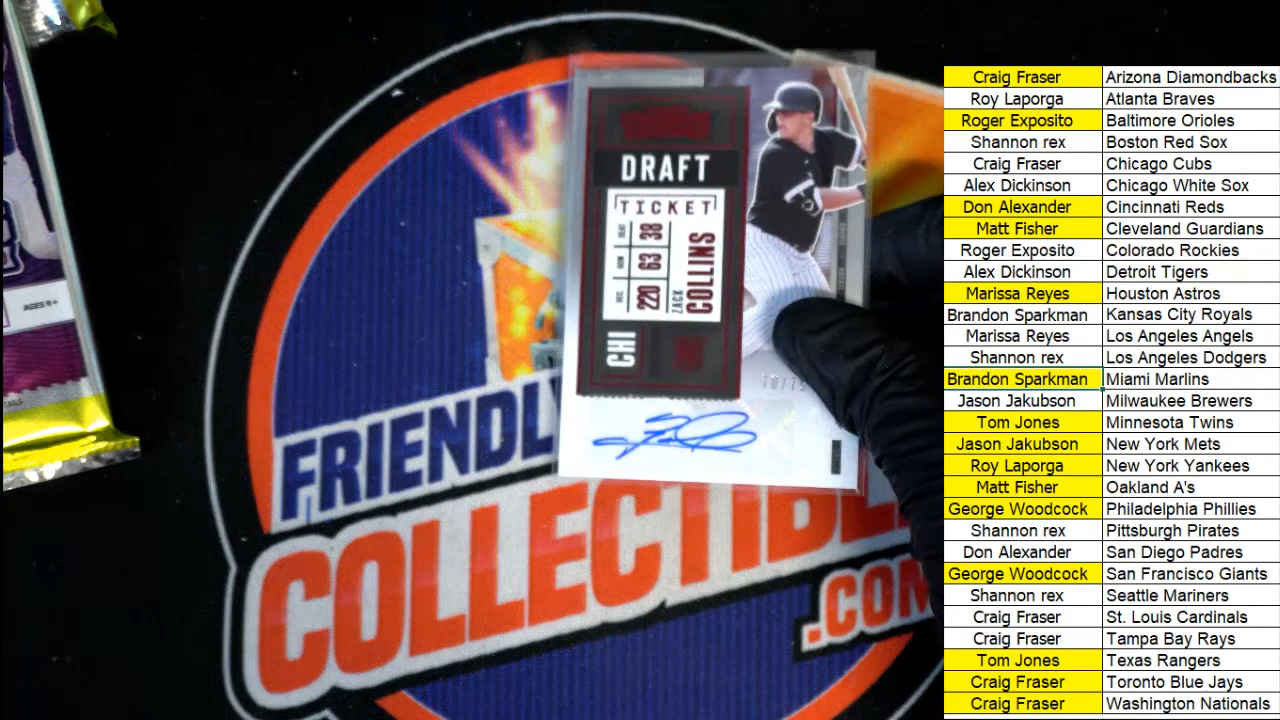 AGES 9+
DRAFT
TICKET
SEAT 38
ROW 63
SEC. 220
ZACK
COLLINS
CHI
FRIENDLY
COLLECTIBLES
.COM
Craig Fraser Arizona Diamondbacks
Roy Laporga Atlanta Braves
Roger Exposito Baltimore Orioles
Shannon rex Boston Red Sox
Craig Fraser Chicago Cubs
Alex Dickinson Chicago White Sox
Don Alexander Cincinnati Reds
Matt Fisher Cleveland Guardians
Roger Exposito Colorado Rockies
Alex Dickinson Detroit Tigers
Marissa Reyes Houston Astros
Brandon Sparkman Kansas City Royals
Marissa Reyes Los Angeles Angels
Shannon rex Los Angeles Dodgers
Brandon Sparkman Miami Marlins
Jason Jakubson Milwaukee Brewers
Tom Jones Minnesota Twins
Jason Jakubson New York Mets
Roy Laporga New York Yankees
Matt Fisher Oakland A's
George Woodcock Philadelphia Phillies
Shannon rex Pittsburgh Pirates
Don Alexander San Diego Padres
George Woodcock San Francisco Giants
Shannon rex Seattle Mariners
Craig Fraser St. Louis Cardinals
Craig Fraser Tampa Bay Rays
Tom Jones Texas Rangers
Craig Fraser Toronto Blue Jays
Craig Fraser Washington Nationals